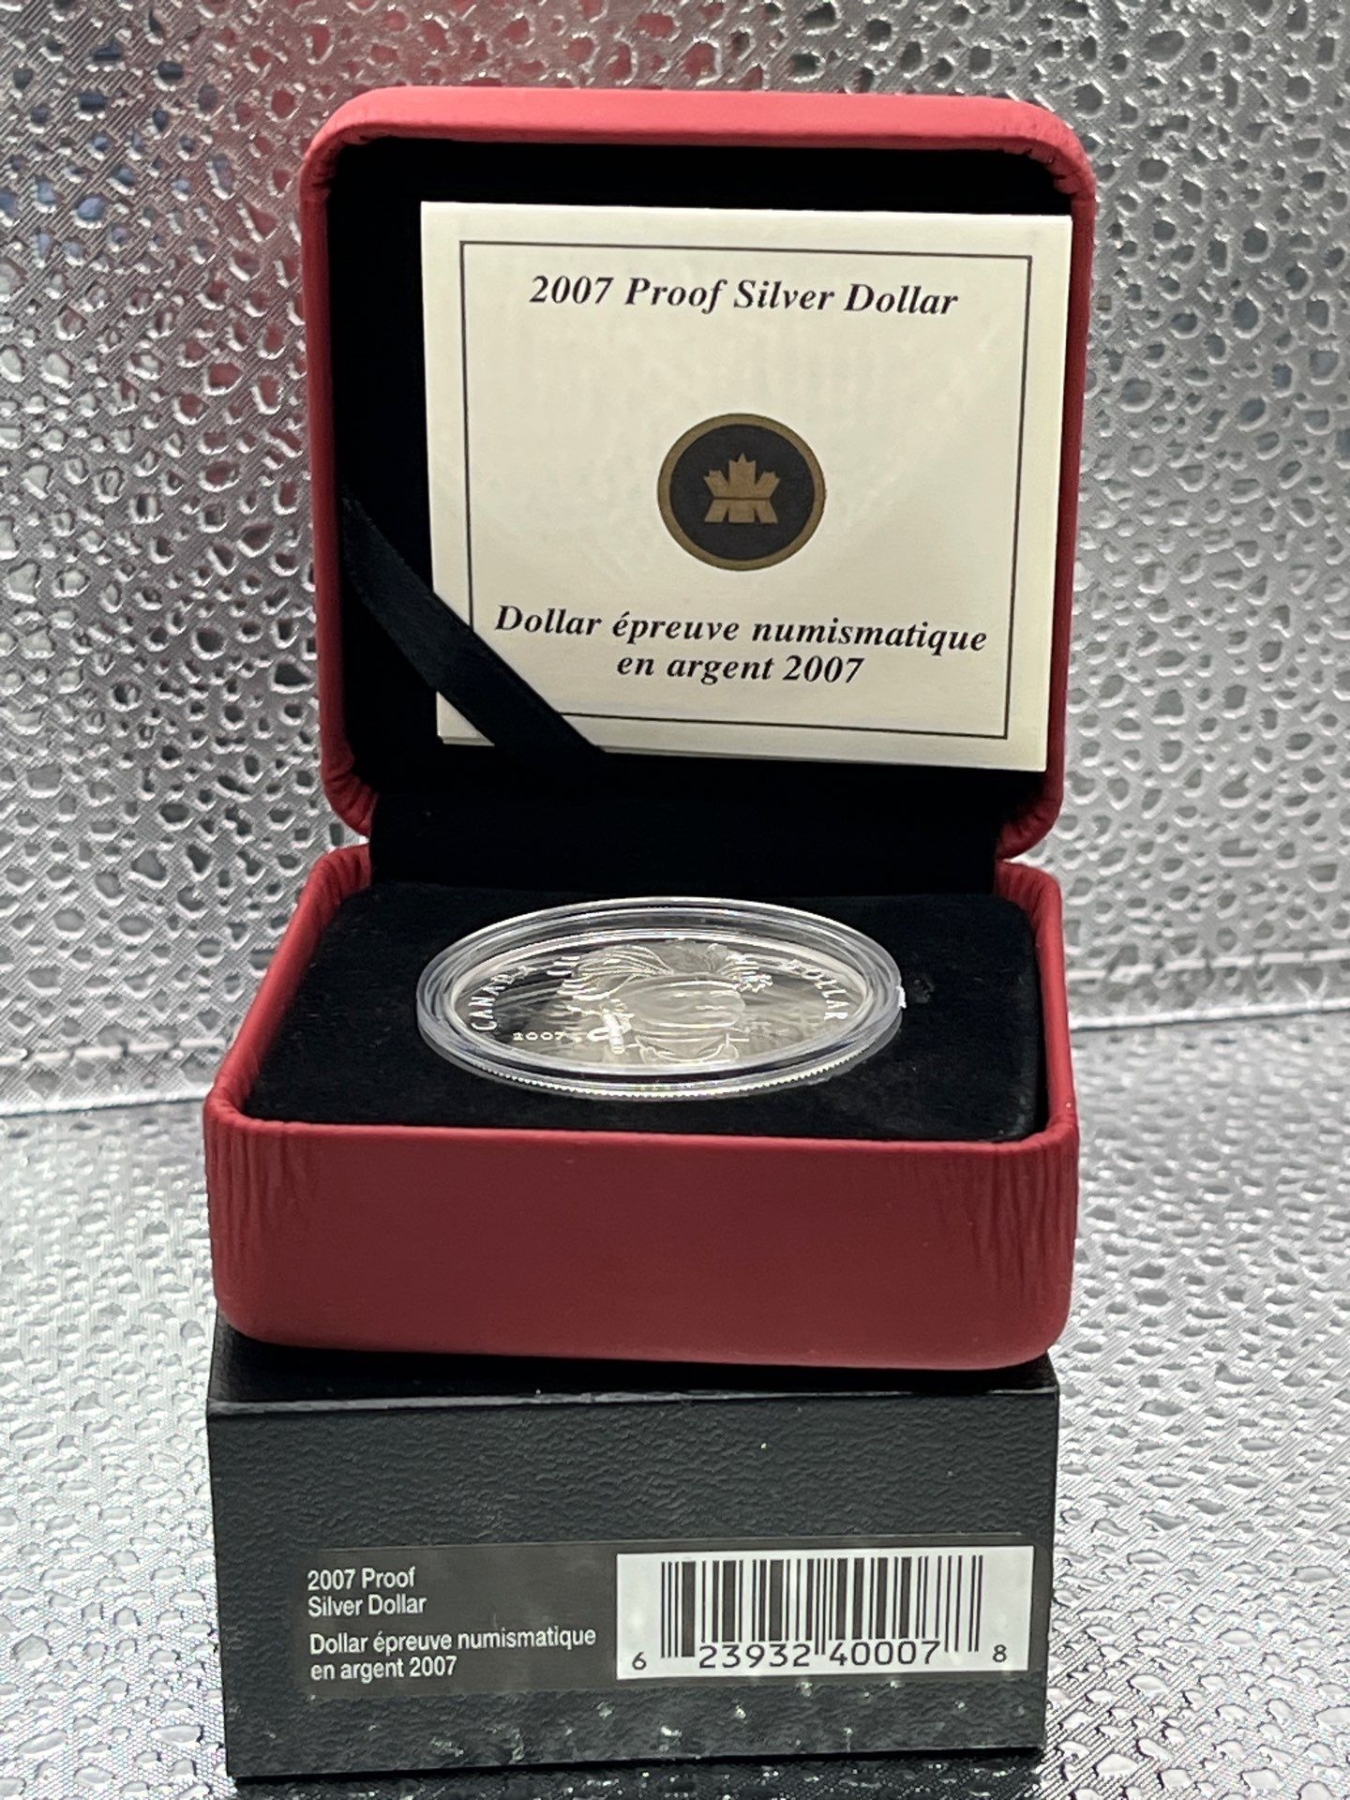 2007 Proof Silver Dollar
Dollar épreuve numismatique
en argent 2007
CANADA
DOLLAR
2007
2007 Proof
Silver Dollar
Dollar épreuve numismatique
en argent 2007
6 23932 40007 8